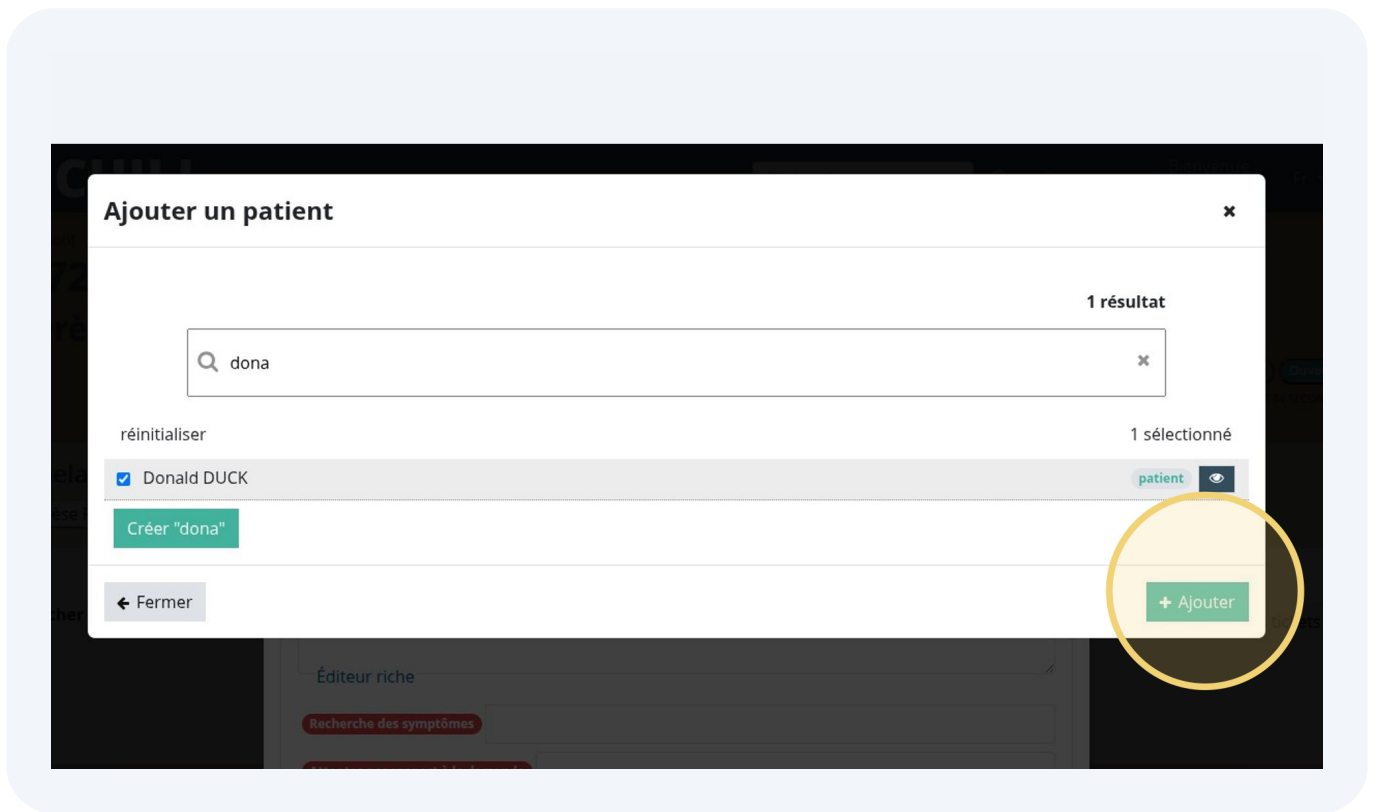 Ajouter un patient
1 résultat
dona
réinitialiser
1 sélectionné
Donald DUCK
patient
Créer "dona"
Fermer
Ajouter
Éditeur riche
Recherche des symptômes